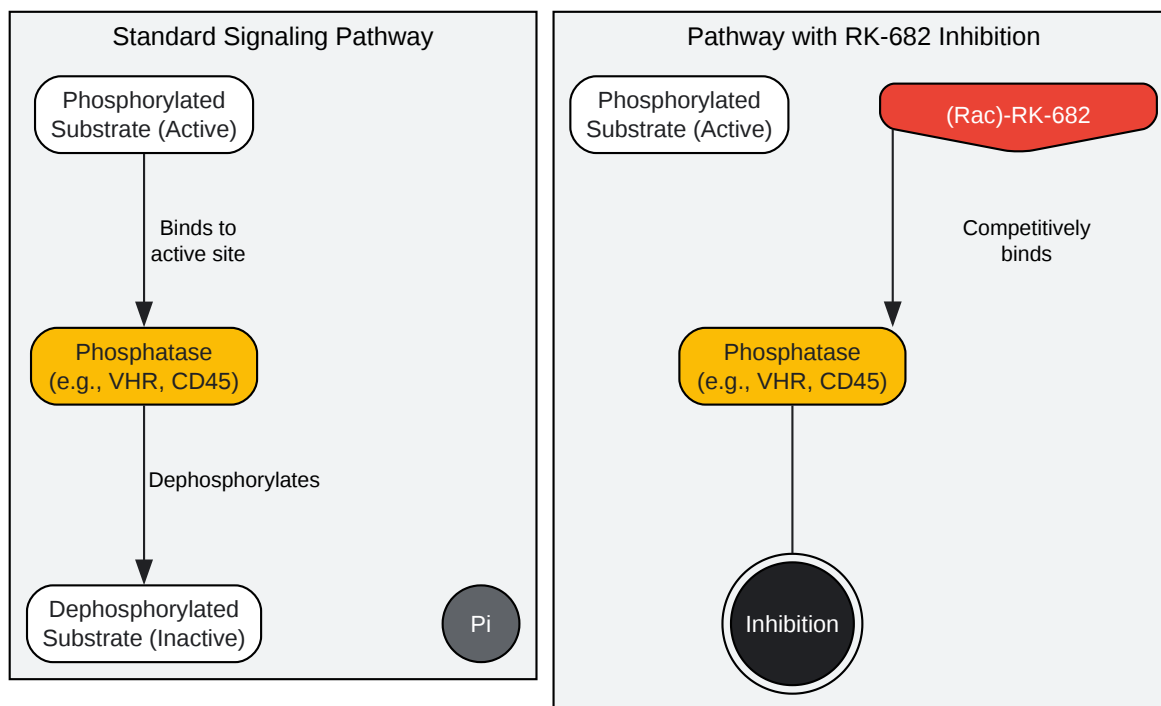 Standard Signaling Pathway
Phosphorylated
Substrate (Active)
Binds to
active site
Phosphatase
(e.g., VHR, CD45)
Dephosphorylates
Dephosphorylated
Substrate (Inactive)
Pi
Pathway with RK-682 Inhibition
Phosphorylated
Substrate (Active)
(Rac)-RK-682
Competitively
binds
Phosphatase
(e.g., VHR, CD45)
Inhibition